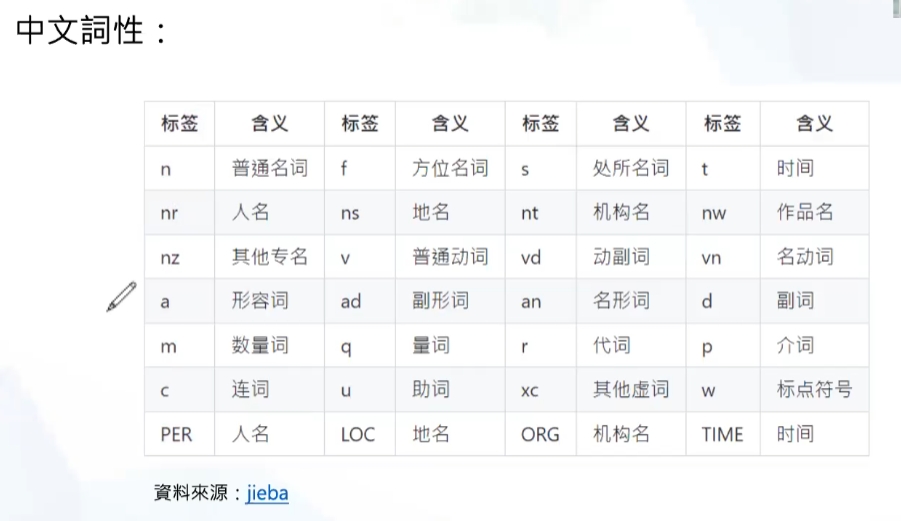 中文詞性：
标签 含义 标签 含义 标签 含义 标签 含义
n 普通名词 f 方位名词 s 处所名词 t 时间
nr 人名 ns 地名 nt 机构名 nw 作品名
nz 其他专名 v 普通动词 vd 动副词 vn 名动词
a 形容词 ad 副形词 an 名形词 d 副词
m 数量词 q 量词 r 代词 p 介词
c 连词 u 助词 xc 其他虚词 w 标点符号
PER 人名 LOC 地名 ORG 机构名 TIME 时间
資料來源：jieba